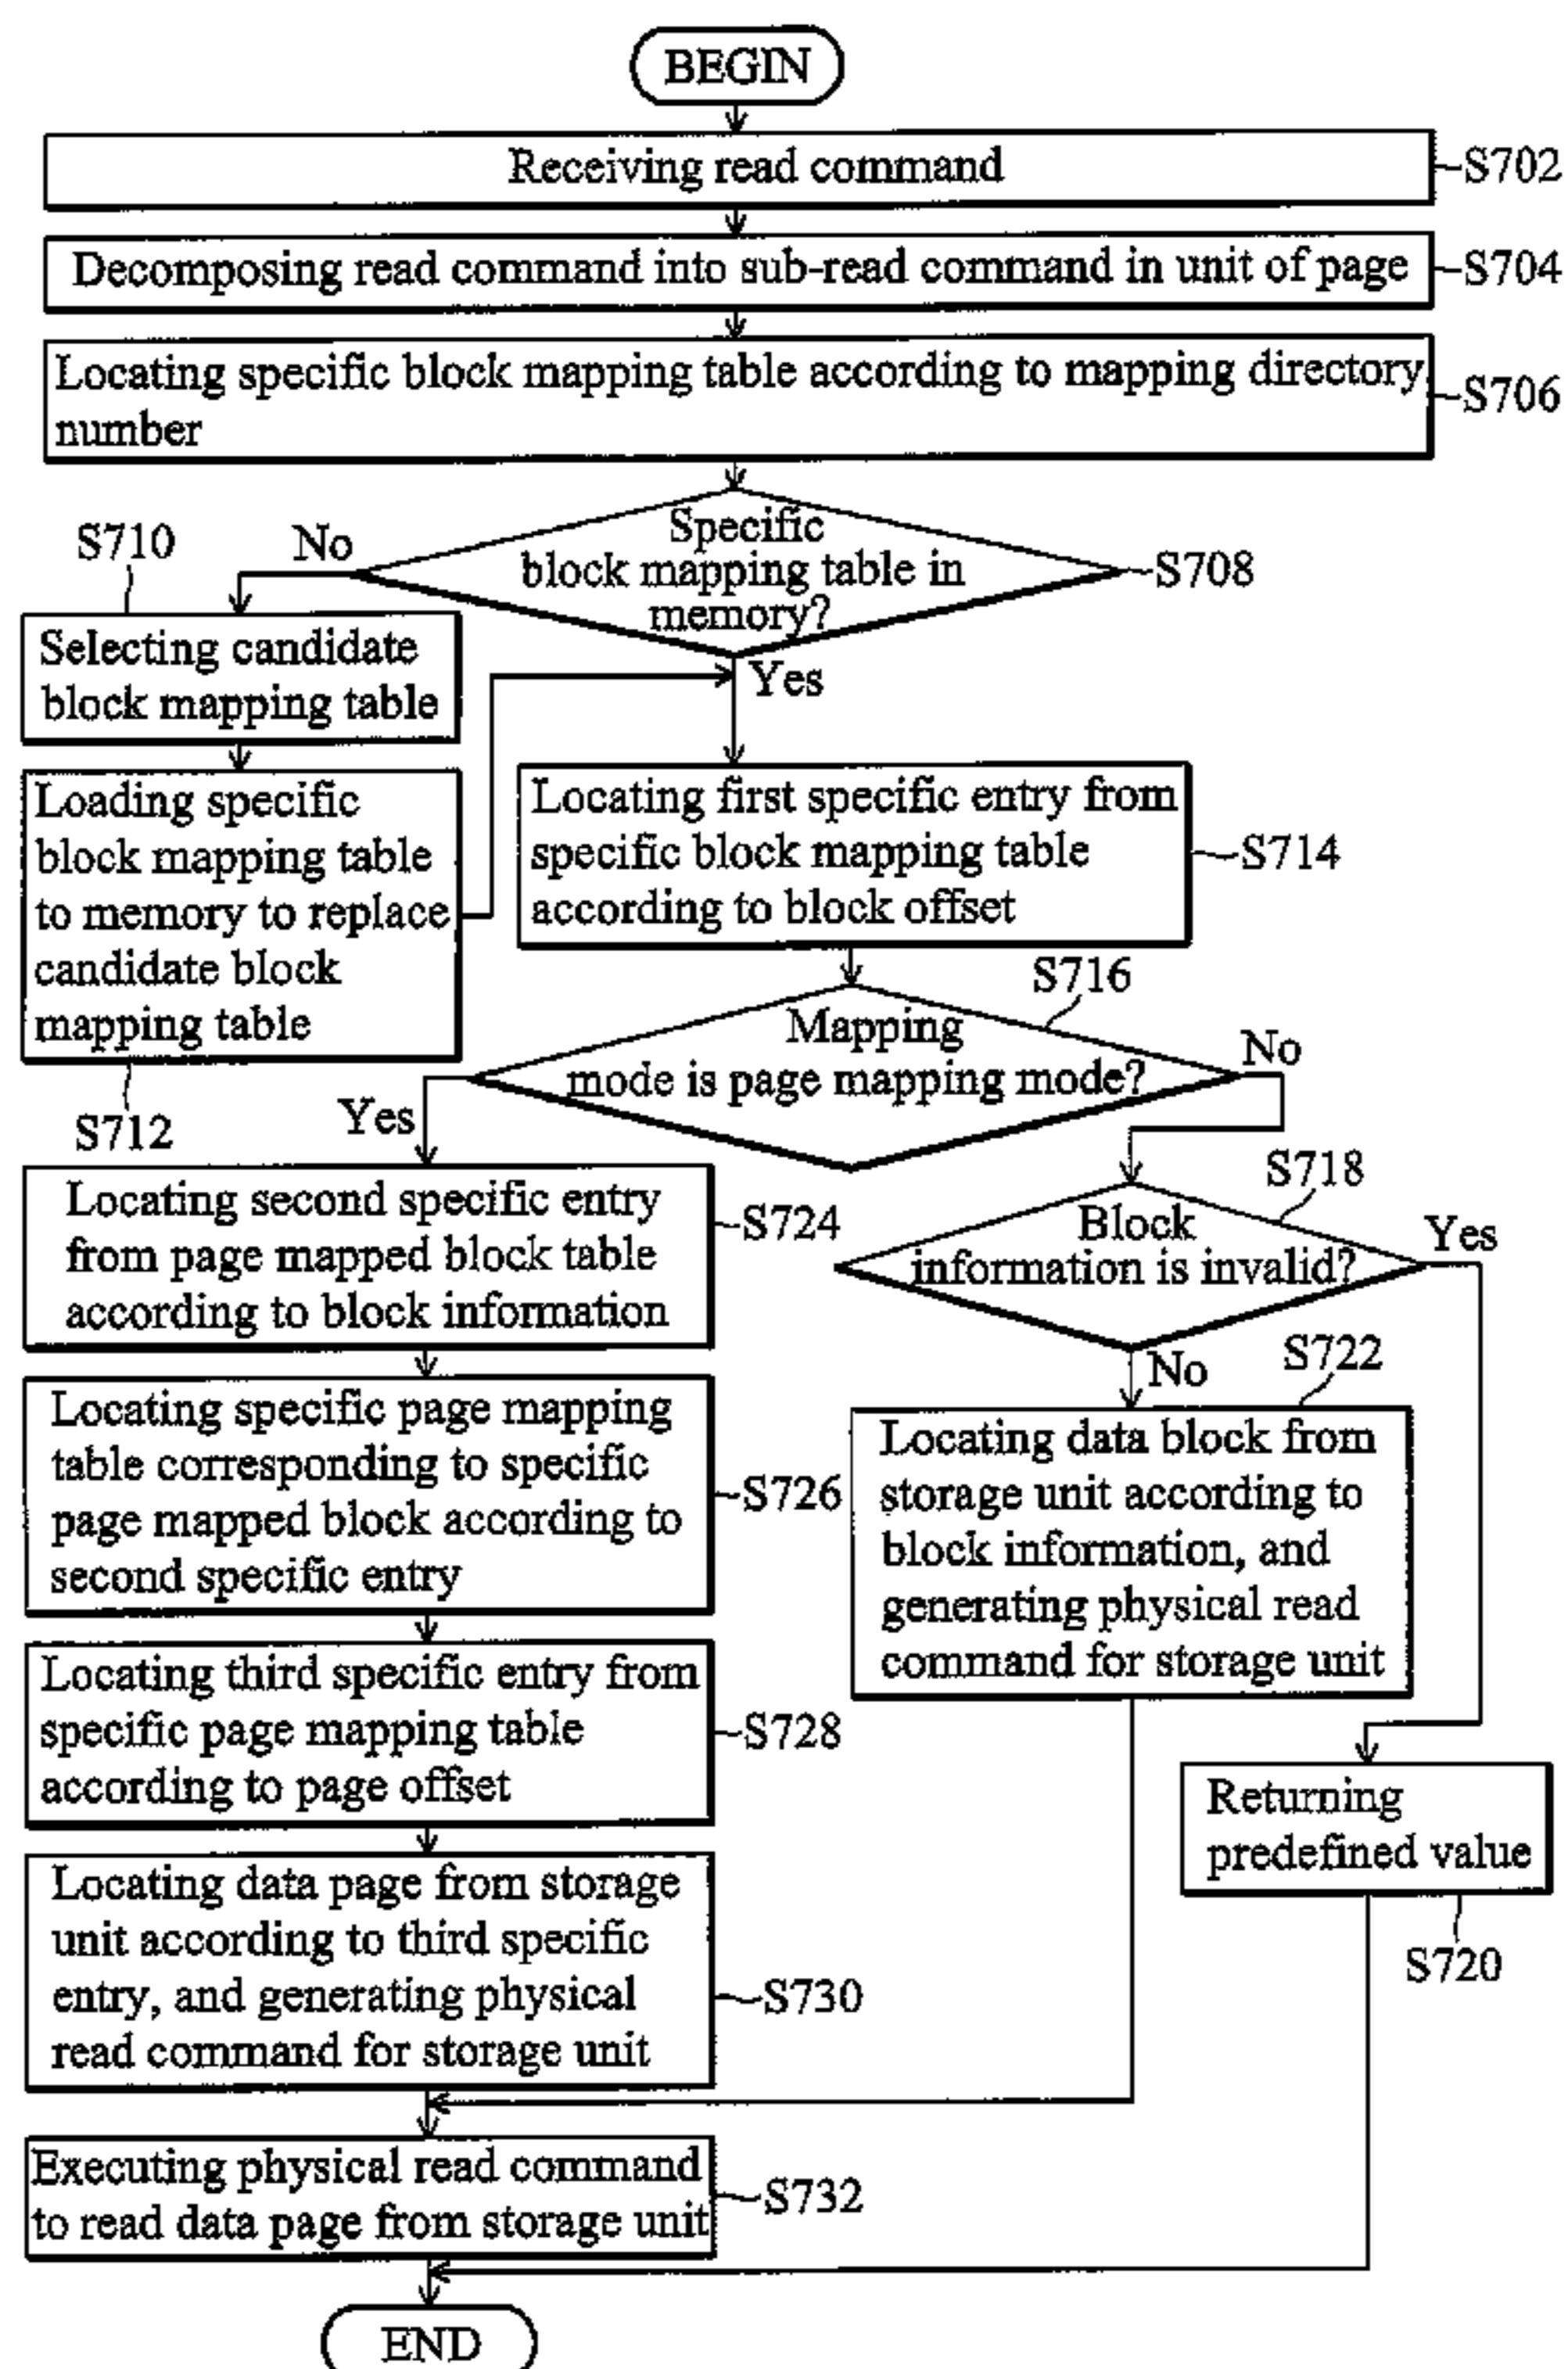 BEGIN
Receiving read command
S702
Decomposing read command into sub-read command in unit of page
S704
Locating specific block mapping table according to mapping directory
number
S706
Specific
block mapping table in
memory?
S708
No
Yes
S710
Selecting candidate
block mapping table
Loading specific
block mapping table
to memory to replace
candidate block
mapping table
S712
Locating first specific entry from
specific block mapping table
according to block offset
S714
S716
Mapping
mode is page mapping mode?
Yes
No
S718
Block
information is invalid?
Yes
No
Locating second specific entry
from page mapped block table
according to block information
S724
S722
Locating data block from
storage unit according to
block information, and
generating physical read
command for storage unit
Locating specific page mapping
table corresponding to specific
page mapped block according to
second specific entry
S726
Locating third specific entry from
specific page mapping table
according to page offset
S728
Returning
predefined value
S720
Locating data page from storage
unit according to third specific
entry, and generating physical
read command for storage unit
S730
Executing physical read command
to read data page from storage unit
S732
END